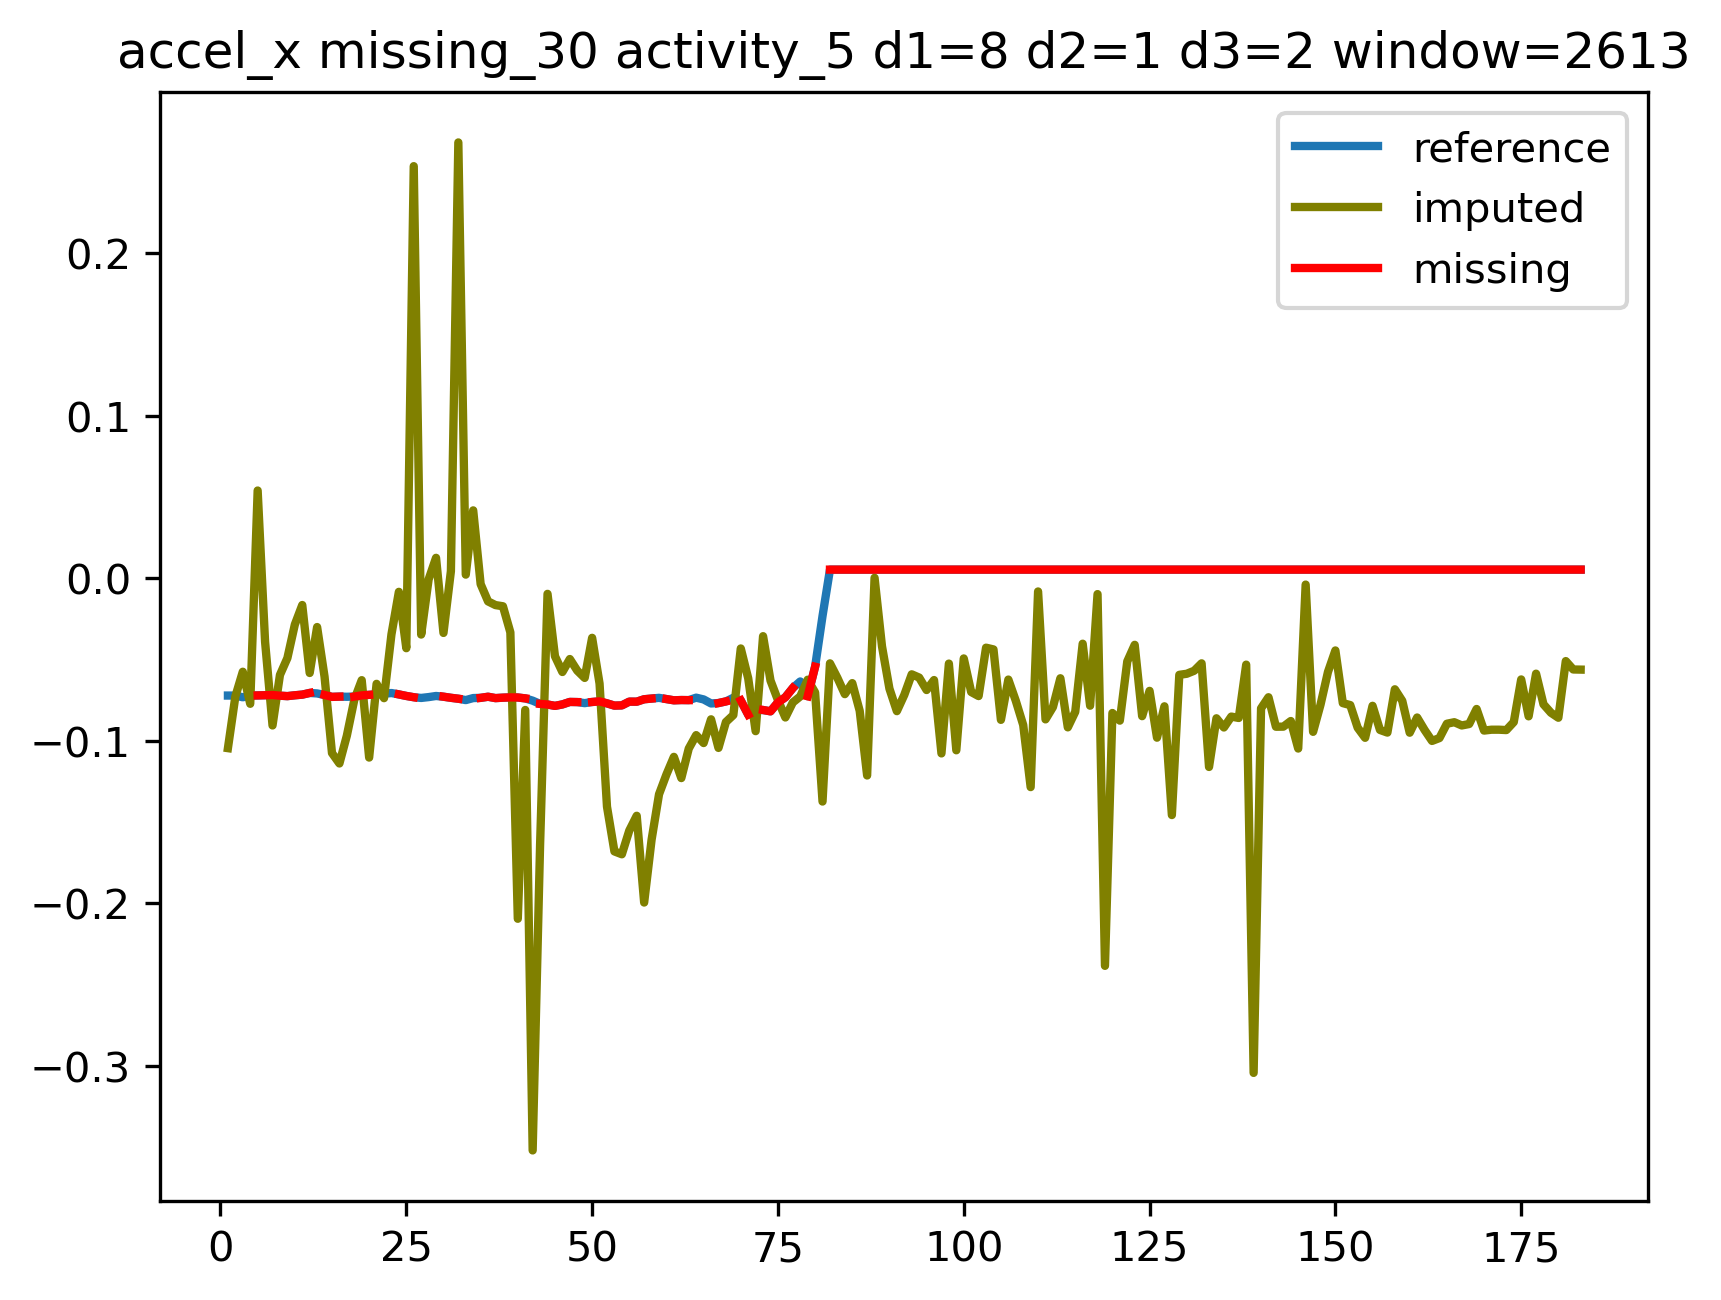 accel_x missing_30 activity_5 d1=8 d2=1 d3=2 window=2613
reference
imputed
missing
0.2
0.1
0.0
−0.1
−0.2
−0.3
0 25 50 75 100 125 150 175